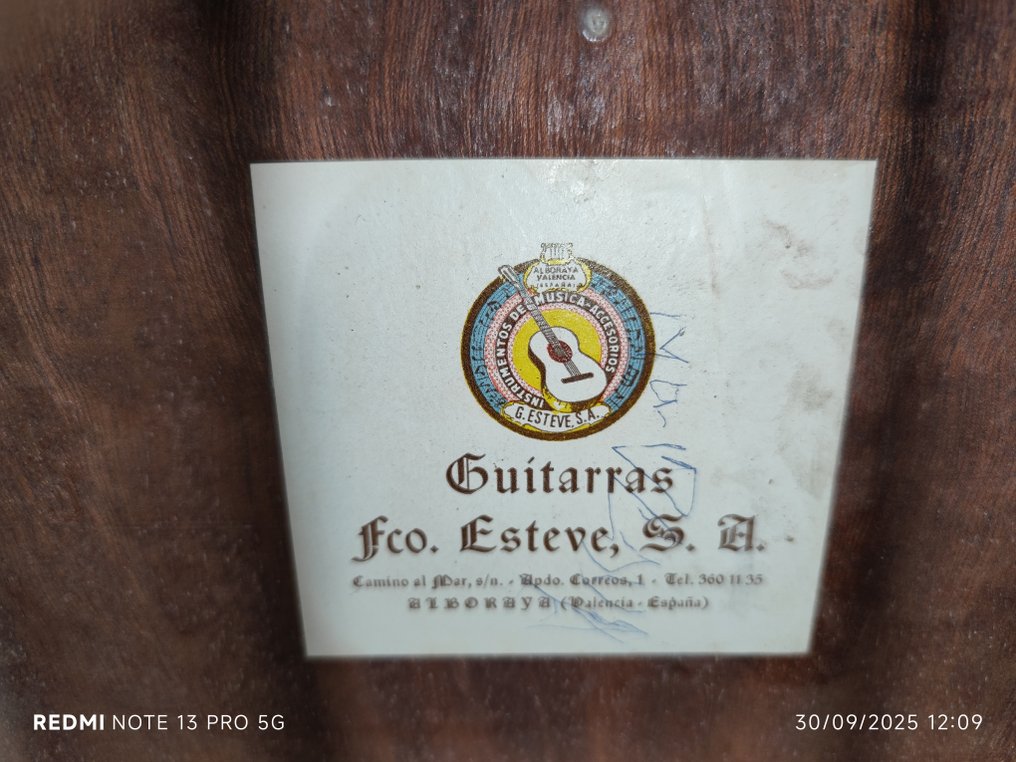 ALBORAYA
VALENCIA
(ESPAÑA)
INSTRUMENTOS DE MUSICA-ACCESORIOS
G. ESTEVE, S.A.
Guitarras
Fco. Esteve, S. A.
Camino al Mar, s/n. - Apdo. Correos, 1 - Tel. 360 11 35
ALBORAYA (Valencia - España)
REDMI NOTE 13 PRO 5G
30/09/2025 12:09